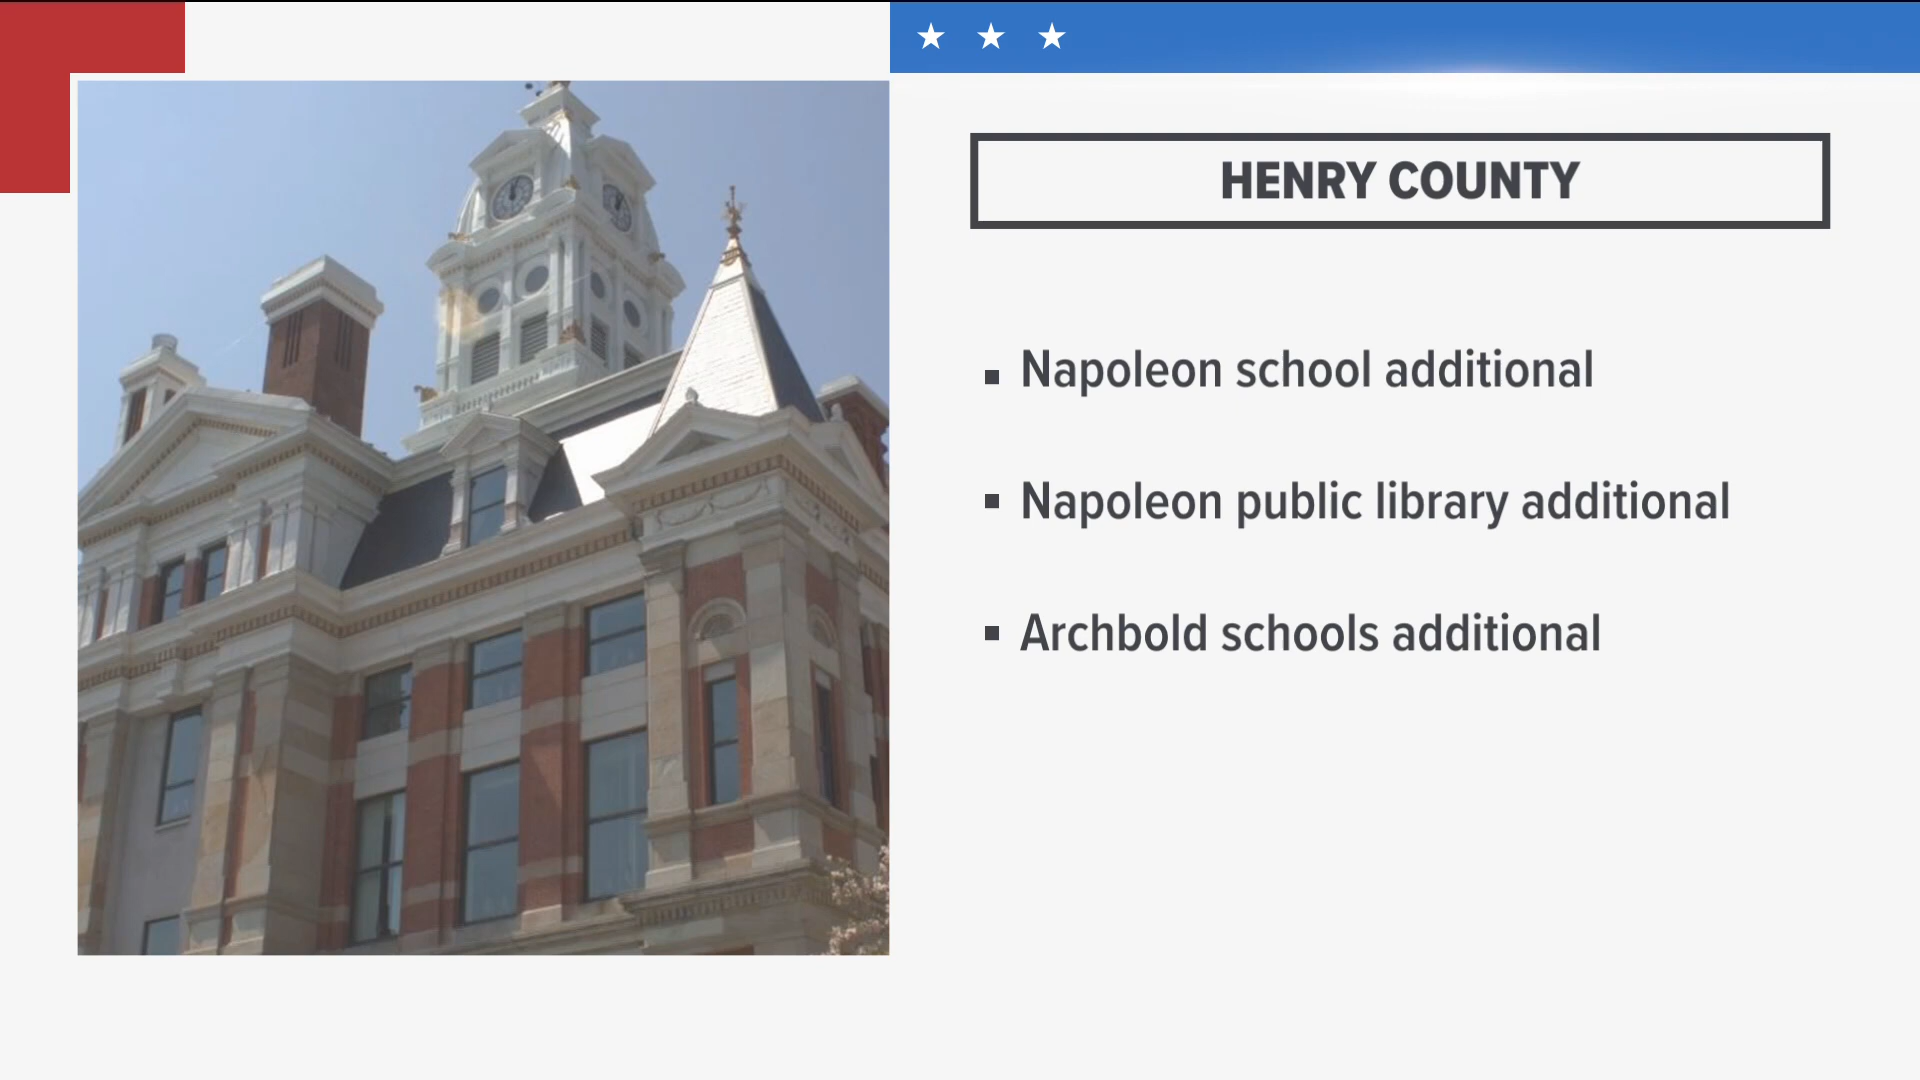 HENRY COUNTY
Napoleon school additional
Napoleon public library additional
Archbold schools additional